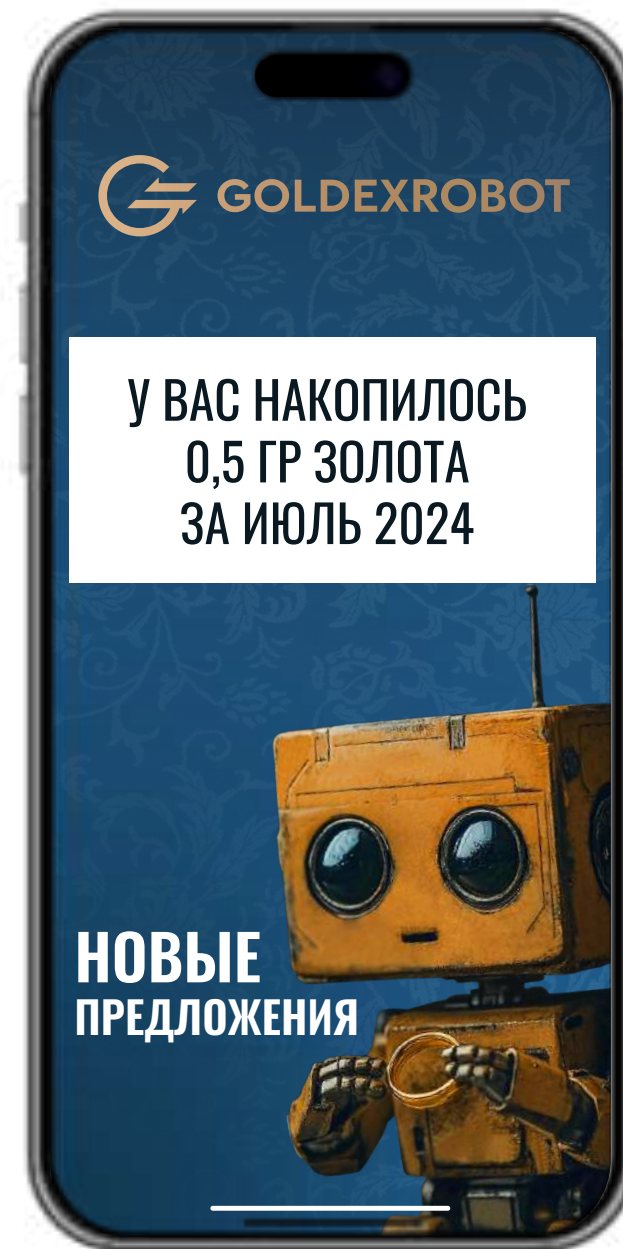 GOLDEXROBOT
У ВАС НАКОПИЛОСЬ
0,5 ГР ЗОЛОТА
ЗА ИЮЛЬ 2024
НОВЫЕ
ПРЕДЛОЖЕНИЯ